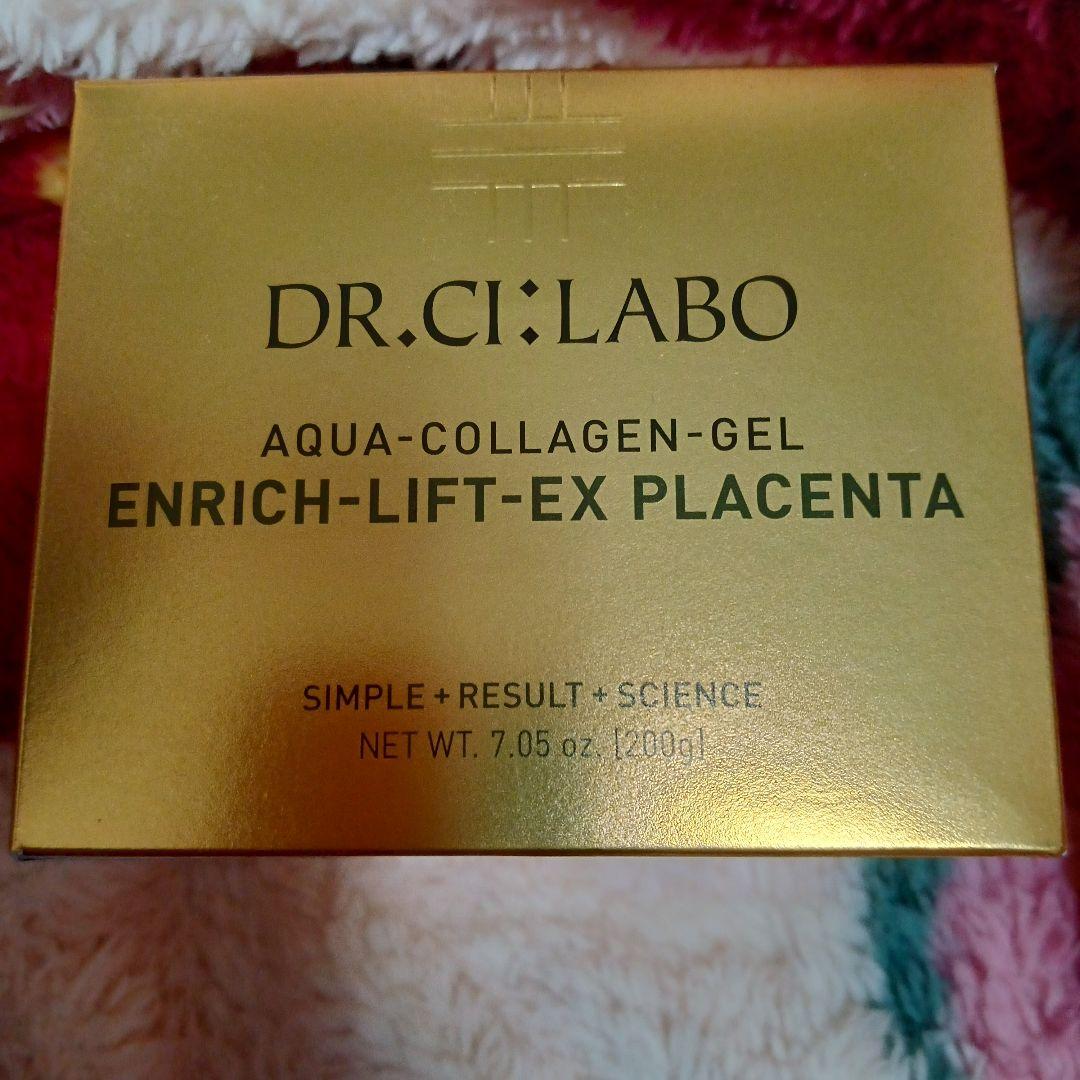 DR.CI:LABO
AQUA-COLLAGEN-GEL
ENRICH-LIFT-EX PLACENTA
SIMPLE + RESULT + SCIENCE
NET WT. 7.05 oz. [200g]